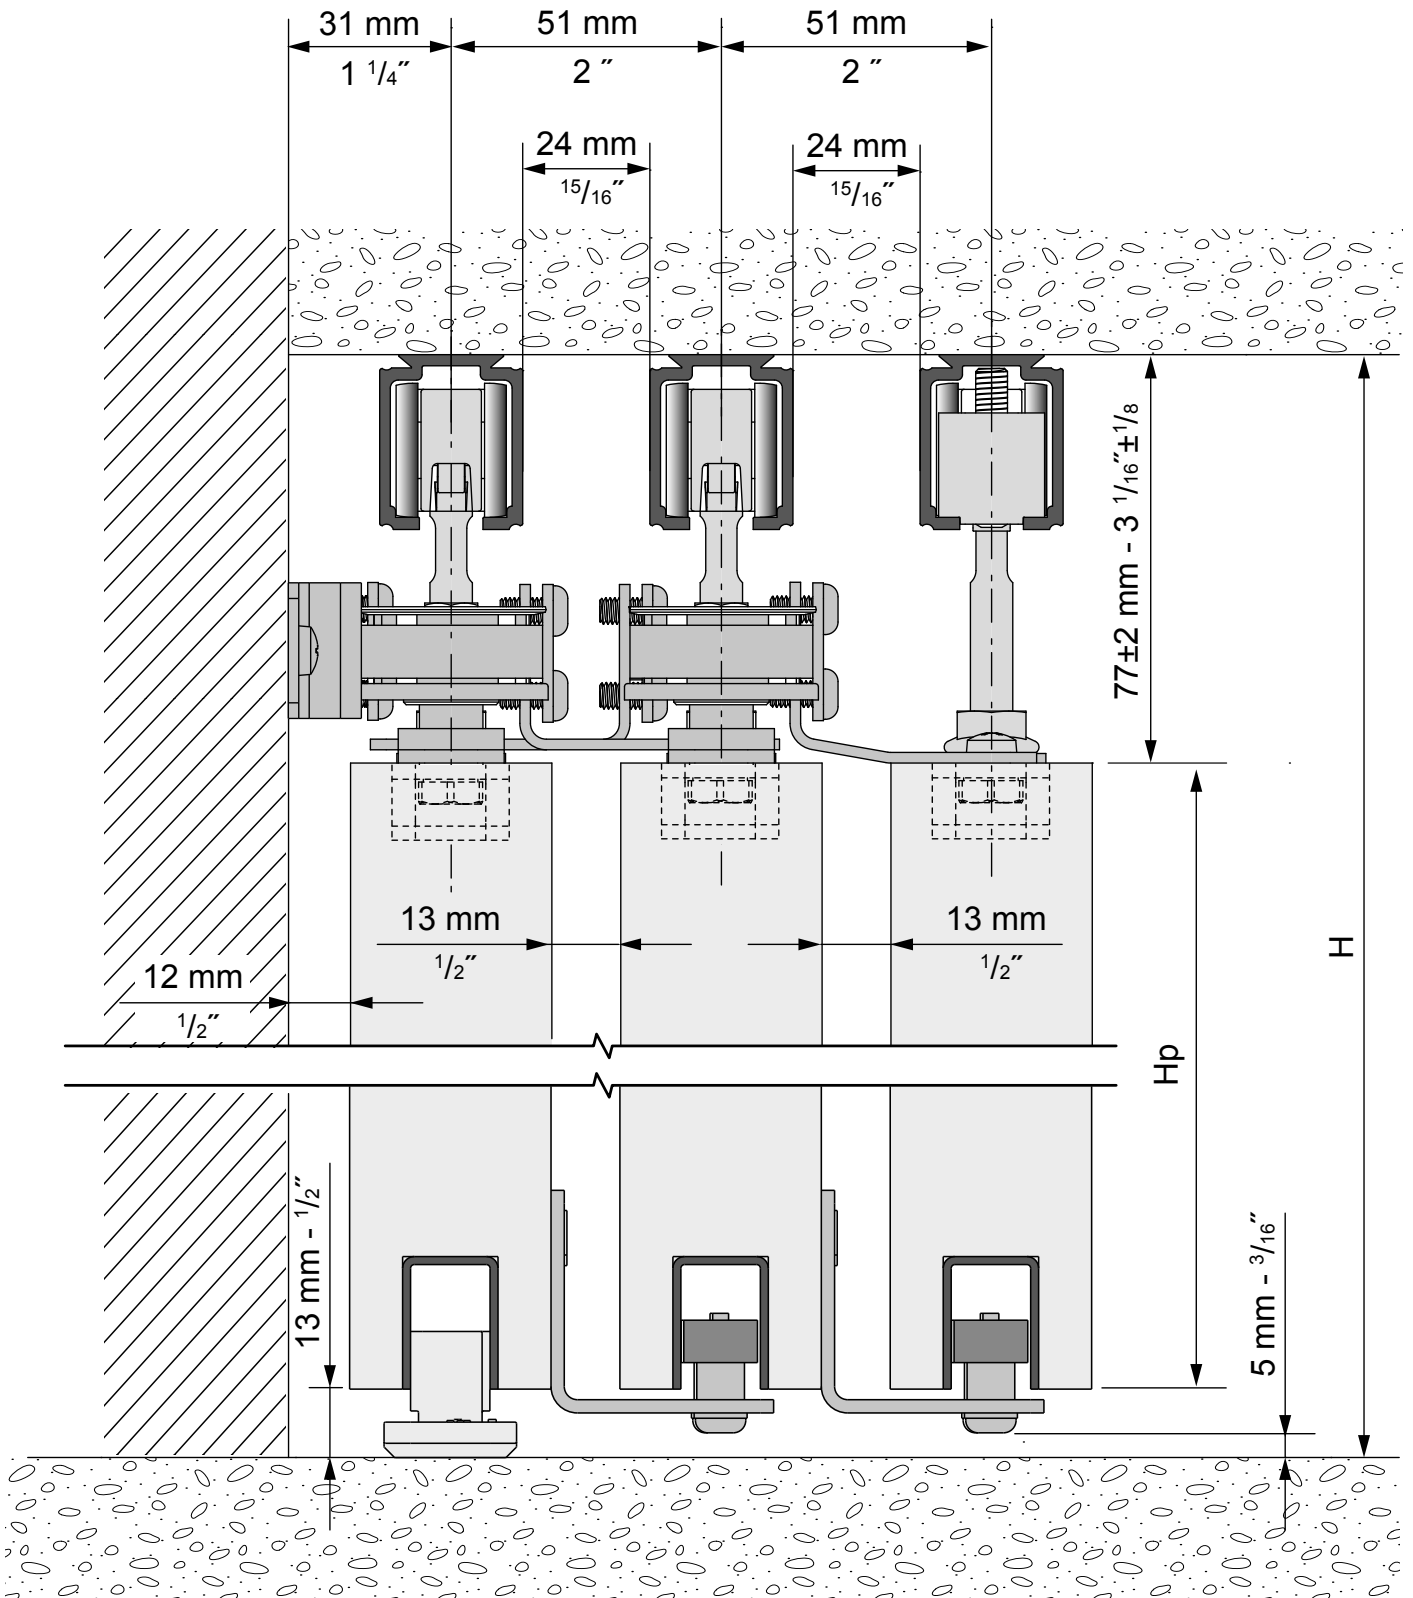 31 mm
1 1/4″
51 mm
2 ″
51 mm
2 ″
24 mm
15/16″
24 mm
15/16″
77±2 mm - 3 1/16″±1/8
13 mm
1/2″
13 mm
1/2″
12 mm
1/2″
H
Hp
13 mm - 1/2″
5 mm - 3/16″